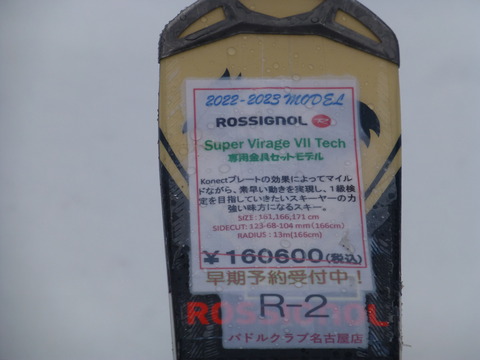 2022-2023 MODEL
ROSSIGNOL
Super Virage VII Tech
専用金具セットモデル
Konectプレートの効果によってマイル
ドながら、素早い動きを実現し、1級検
定を目指していきたいスキーヤーの力
強い味方になるスキー。
SIZE : 161,166,171 cm
SIDECUT: 123-68-104 mm (166cm)
RADIUS : 13m(166cm)
¥160600(税込)
早期予約受付中!
R-2
ROSSIGNOL
パドルクラブ名古屋店